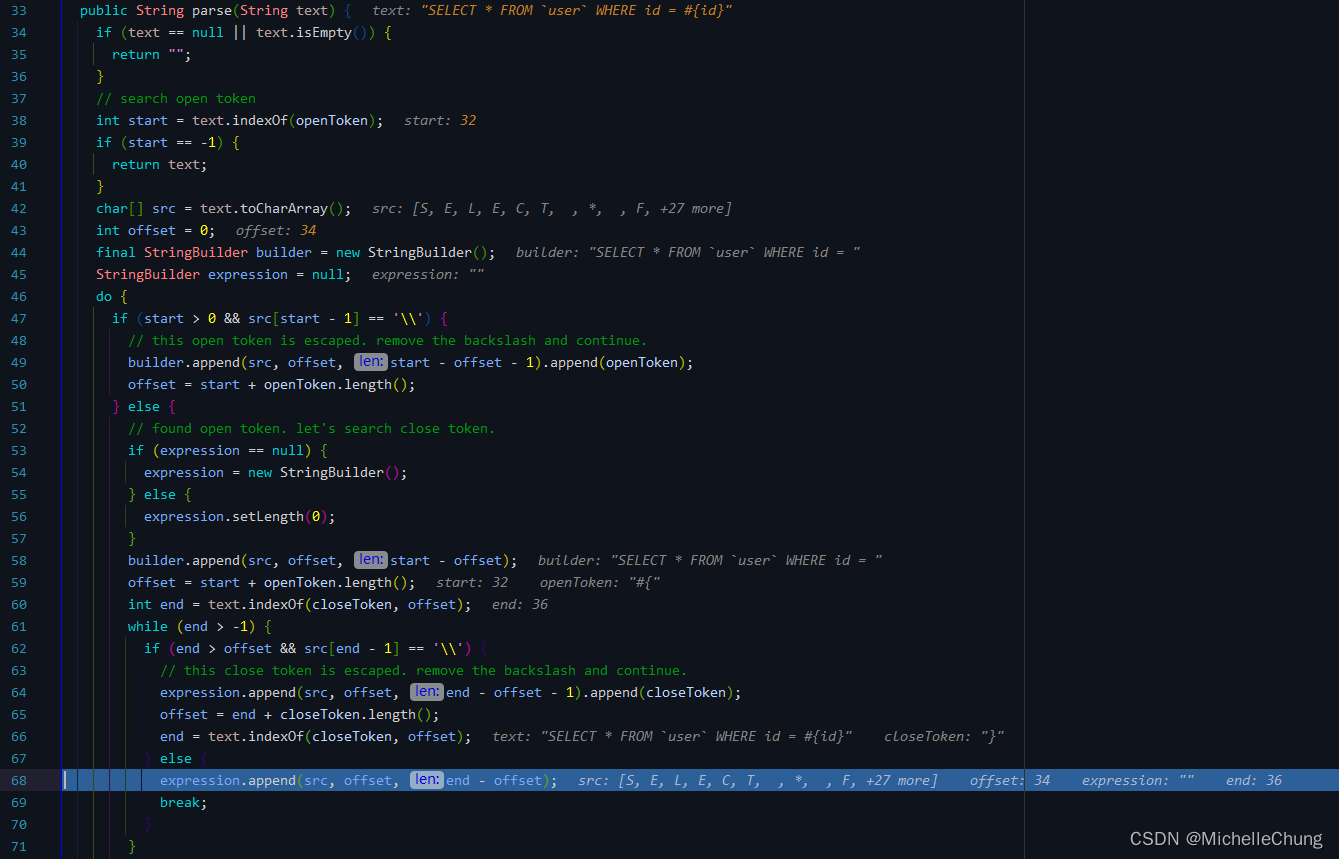 33 public String parse(String text) { text: "SELECT * FROM `user` WHERE id = #{id}"
34 if (text == null || text.isEmpty()) {
35 return "";
36 }
37 // search open token
38 int start = text.indexOf(openToken); start: 32
39 if (start == -1) {
40 return text;
41 }
42 char[] src = text.toCharArray(); src: [S, E, L, E, C, T,  , *,  , F, +27 more]
43 int offset = 0; offset: 34
44 final StringBuilder builder = new StringBuilder(); builder: "SELECT * FROM `user` WHERE id = "
45 StringBuilder expression = null; expression: ""
46 do {
47 if (start > 0 && src[start - 1] == '\\') {
48 // this open token is escaped. remove the backslash and continue.
49 builder.append(src, offset, len: start - offset - 1).append(openToken);
50 offset = start + openToken.length();
51 } else {
52 // found open token. let's search close token.
53 if (expression == null) {
54 expression = new StringBuilder();
55 } else {
56 expression.setLength(0);
57 }
58 builder.append(src, offset, len: start - offset); builder: "SELECT * FROM `user` WHERE id = "
59 offset = start + openToken.length(); start: 32 openToken: "#{"
60 int end = text.indexOf(closeToken, offset); end: 36
61 while (end > -1) {
62 if (end > offset && src[end - 1] == '\\') {
63 // this close token is escaped. remove the backslash and continue.
64 expression.append(src, offset, len: end - offset - 1).append(closeToken);
65 offset = end + closeToken.length();
66 end = text.indexOf(closeToken, offset); text: "SELECT * FROM `user` WHERE id = #{id}" closeToken: "}"
67 } else {
68 expression.append(src, offset, len: end - offset); src: [S, E, L, E, C, T,  , *,  , F, +27 more] offset: 34 expression: "" end: 36
69 break;
70 }
71 }
CSDN @MichelleChung